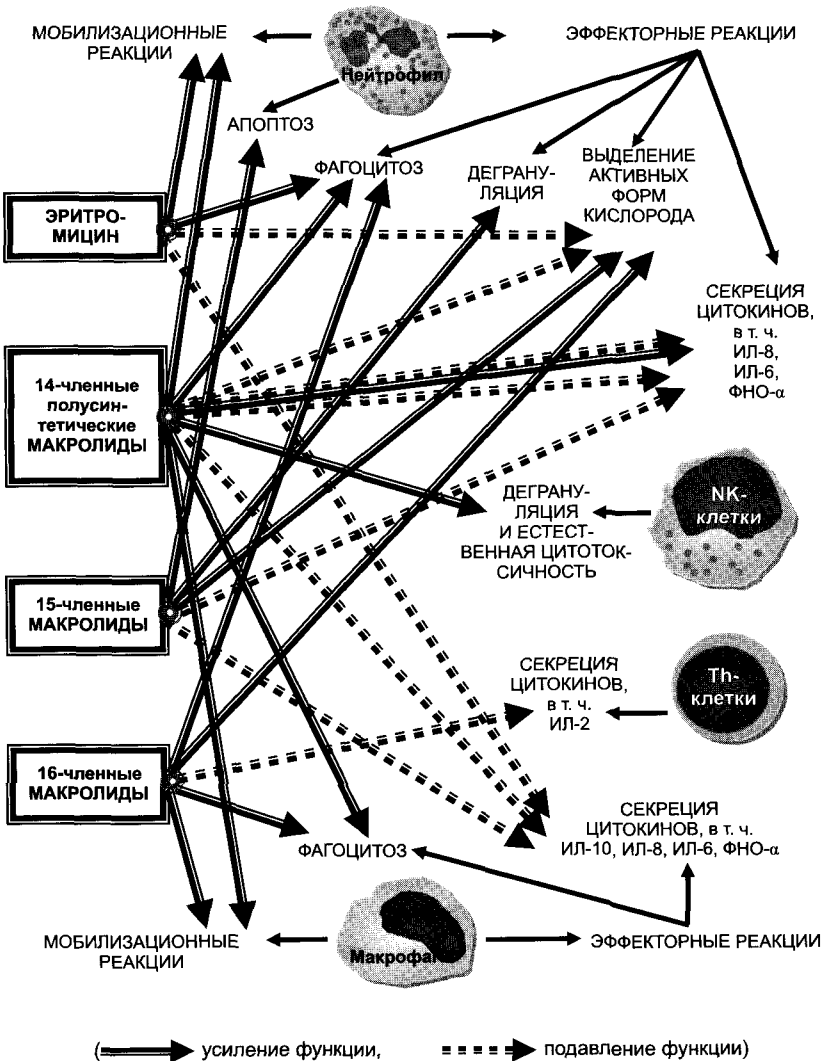 МОБИЛИЗАЦИОННЫЕ
РЕАКЦИИ
Нейтрофил
ЭФФЕКТОРНЫЕ РЕАКЦИИ
АПОПТОЗ
ФАГОЦИТОЗ
ДЕГРАНУ-
ЛЯЦИЯ
ВЫДЕЛЕНИЕ
АКТИВНЫХ
ФОРМ
КИСЛОРОДА
ЭРИТРО-
МИЦИН
СЕКРЕЦИЯ
ЦИТОКИНОВ,
в т. ч.
ИЛ-8,
ИЛ-6,
ФНО-α
14-членные
полусин-
тетические
МАКРОЛИДЫ
ДЕГРАНУ-
ЛЯЦИЯ
И ЕСТЕСТ-
ВЕННАЯ ЦИТОТОК-
СИЧНОСТЬ
NK-
клетки
15-членные
МАКРОЛИДЫ
СЕКРЕЦИЯ
ЦИТОКИНОВ,
в т. ч.
ИЛ-2
Th-
клетки
16-членные
МАКРОЛИДЫ
СЕКРЕЦИЯ
ЦИТОКИНОВ, в т. ч.
ИЛ-10, ИЛ-8, ИЛ-6, ФНО-α
ФАГОЦИТОЗ
МОБИЛИЗАЦИОННЫЕ
РЕАКЦИИ
Макрофаг
ЭФФЕКТОРНЫЕ РЕАКЦИИ
( усиление функции, подавление функции)